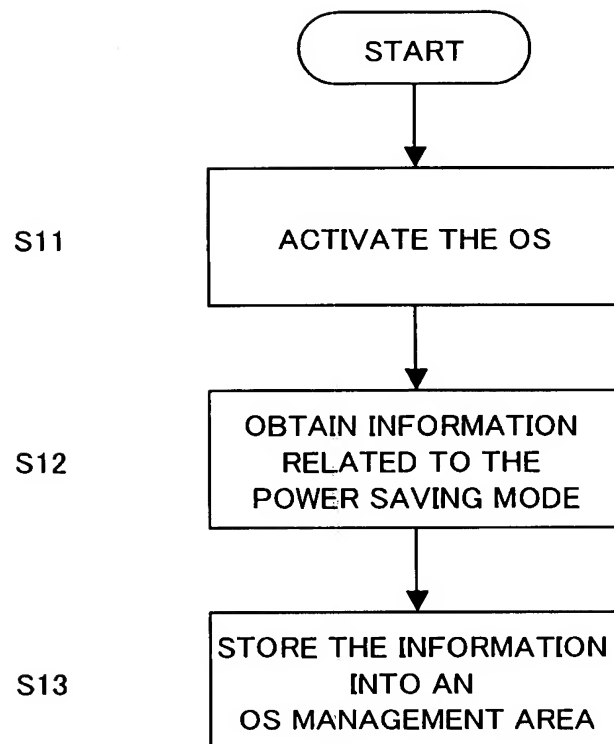 START
S11
ACTIVATE THE OS
S12
OBTAIN INFORMATION
RELATED TO THE
POWER SAVING MODE
S13
STORE THE INFORMATION
INTO AN
OS MANAGEMENT AREA